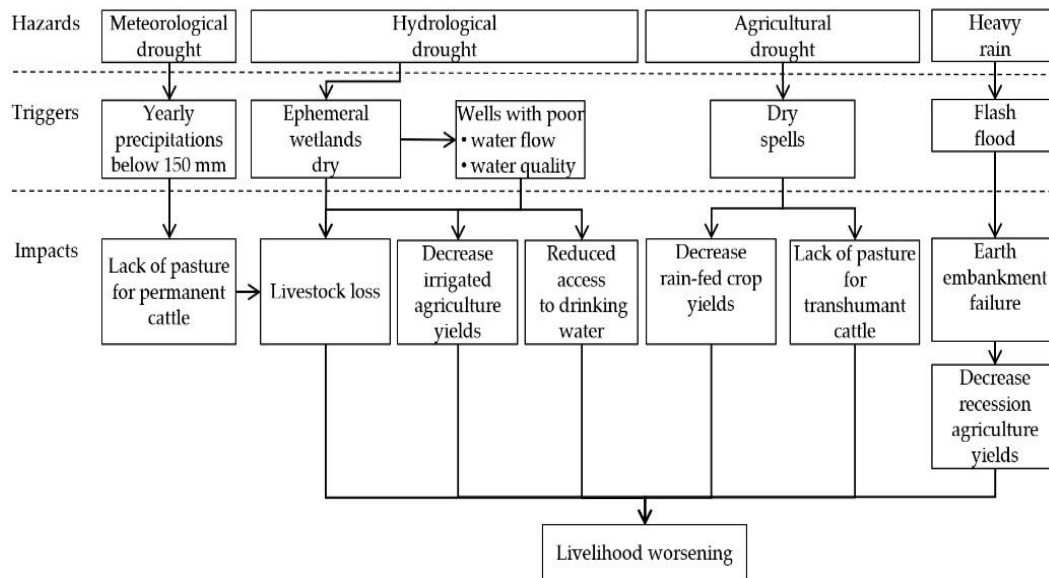 Hazards
Meteorological
drought
Hydrological
drought
Agricultural
drought
Heavy
rain
Triggers
Yearly
precipitations
below 150 mm
Ephemeral
wetlands
dry
Wells with poor
• water flow
• water quality
Dry
spells
Flash
flood
Impacts
Lack of pasture
for permanent
cattle
Livestock loss
Decrease
irrigated
agriculture
yields
Reduced
access
to drinking
water
Decrease
rain-fed crop
yields
Lack of pasture
for
transhumant
cattle
Earth
embankment
failure
Decrease
recession
agriculture
yields
Livelihood worsening